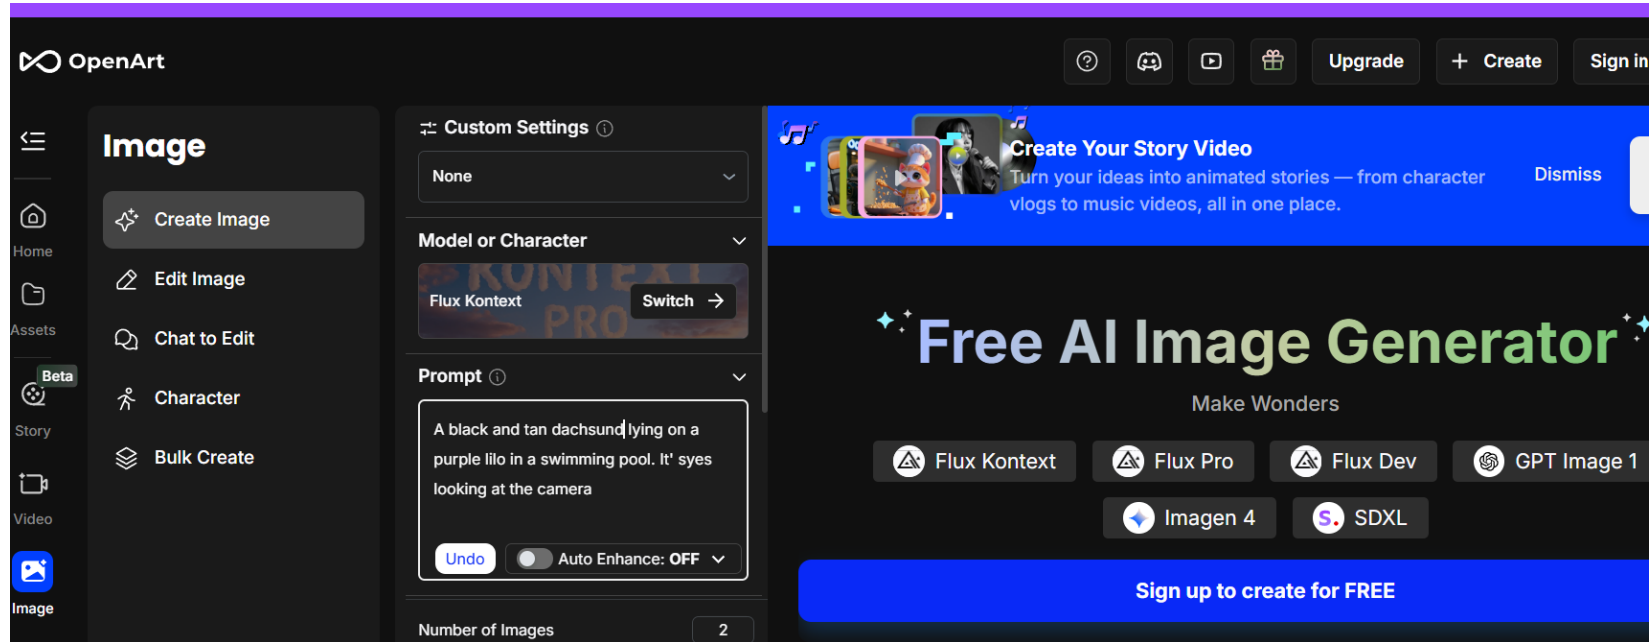 OpenArt
Upgrade
+ Create
Sign in
Home
Assets
Beta
Story
Video
Image
Image
Create Image
Edit Image
Chat to Edit
Character
Bulk Create
Custom Settings
None
Model or Character
KONTEXT
PRO
Flux Kontext
Switch →
Prompt
A black and tan dachsund lying on a
purple lilo in a swimming pool. It' syes
looking at the camera
Undo
Auto Enhance: OFF
Number of Images
2
Create Your Story Video
Turn your ideas into animated stories — from character
vlogs to music videos, all in one place.
Dismiss
Free AI Image Generator
Make Wonders
Flux Kontext
Flux Pro
Flux Dev
GPT Image 1
Imagen 4
S. SDXL
Sign up to create for FREE